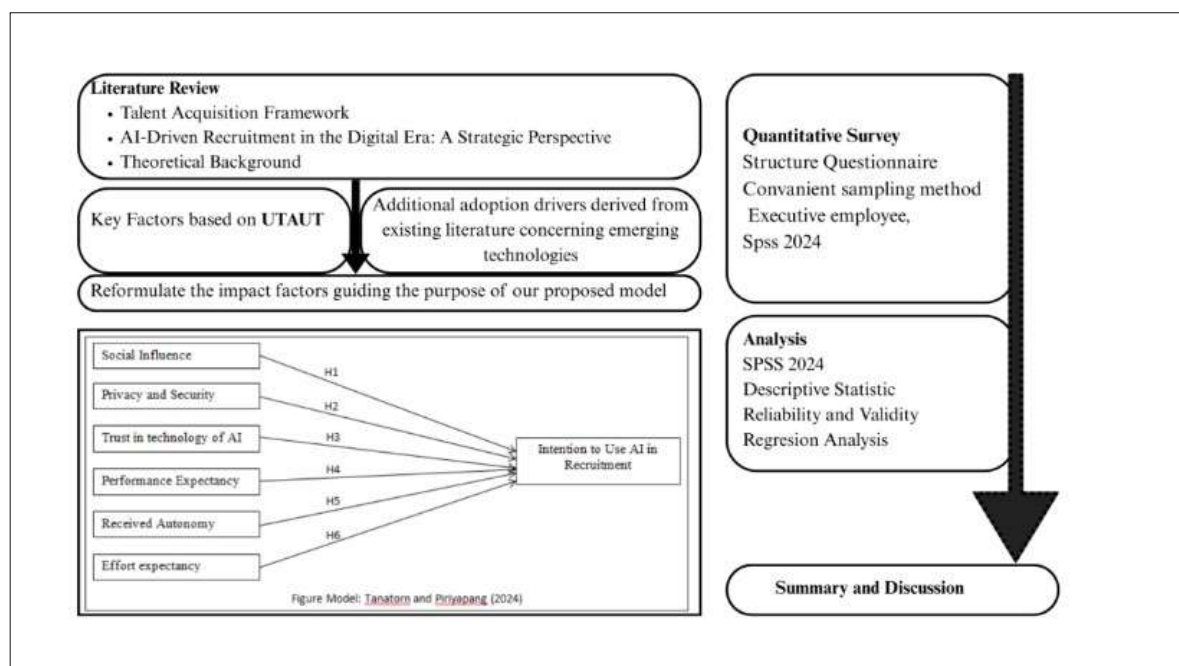 Literature Review
• Talent Acquisition Framework
• AI-Driven Recruitment in the Digital Era: A Strategic Perspective
• Theoretical Background
Key Factors based on UTAUT
Additional adoption drivers derived from
existing literature concerning emerging
technologies
Reformulate the impact factors guiding the purpose of our proposed model
Social Influence
Privacy and Security
Trust in technology of AI
Performance Expectancy
Received Autonomy
Effort expectancy
H1
H2
H3
H4
H5
H6
Intention to Use AI in
Recruitment
Figure Model: Tanatorn and Piriyapang (2024)
Quantitative Survey
Structure Questionnaire
Convanient sampling method
Executive employee,
Spss 2024
Analysis
SPSS 2024
Descriptive Statistic
Reliability and Validity
Regresion Analysis
Summary and Discussion